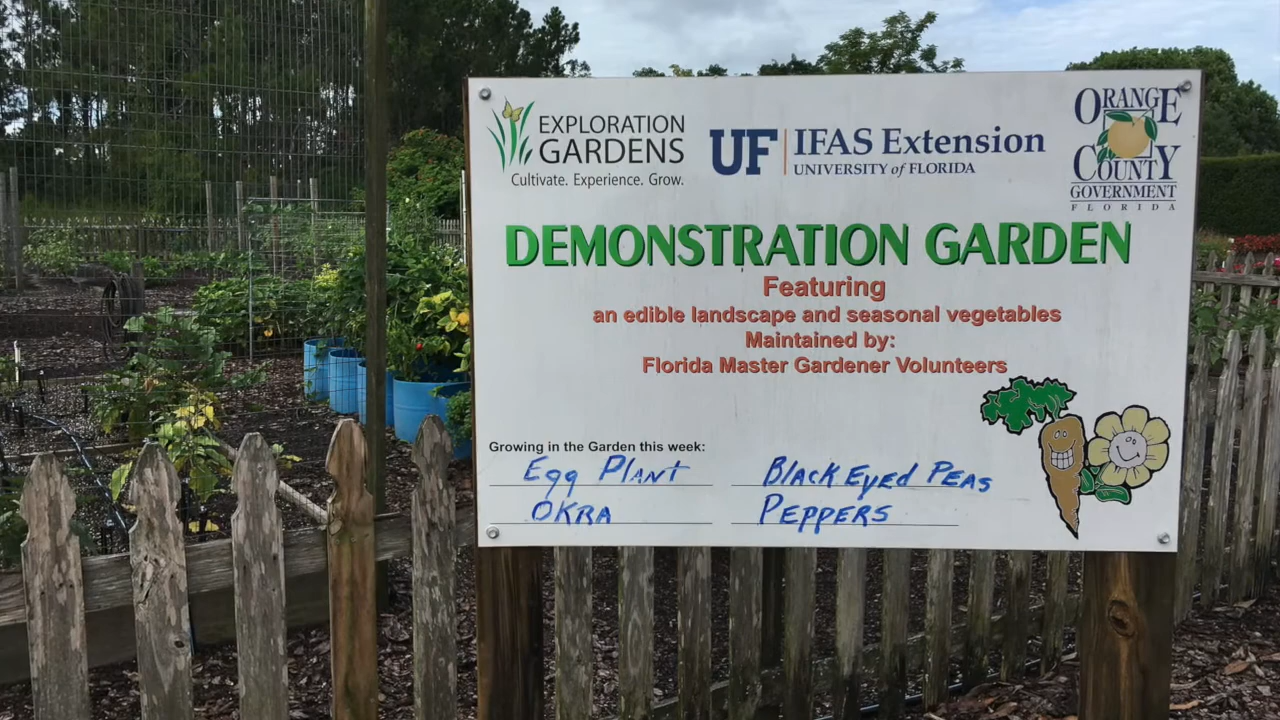 EXPLORATION
GARDENS
Cultivate. Experience. Grow.
UF | IFAS Extension
UNIVERSITY of FLORIDA
ORANGE
COUNTY
GOVERNMENT
FLORIDA
DEMONSTRATION GARDEN
Featuring
an edible landscape and seasonal vegetables
Maintained by:
Florida Master Gardener Volunteers
Growing in the Garden this week:
Egg Plant
Black Eyed Peas
OKRA
PEPPERS